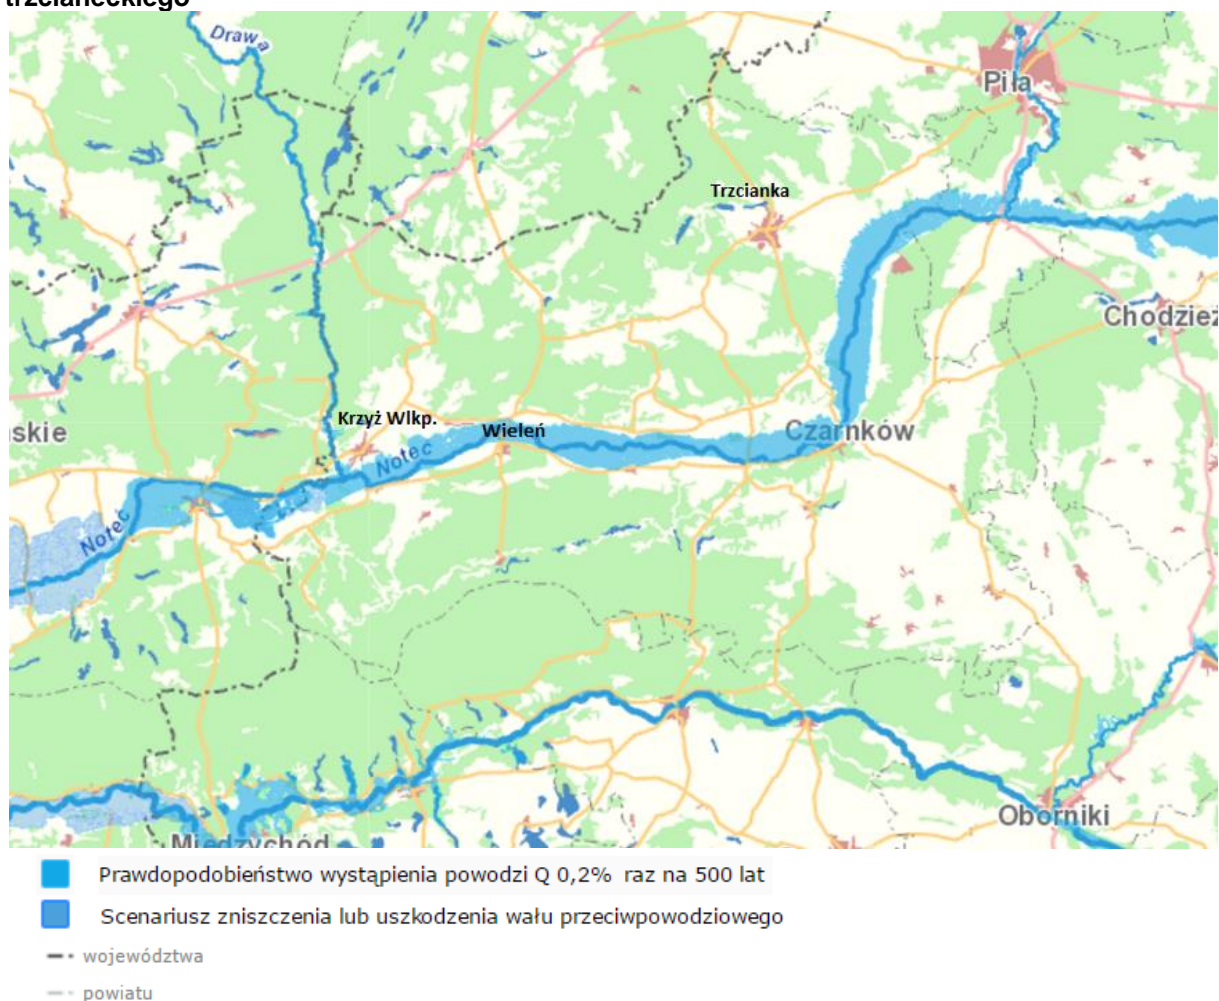 trzcianeckiego
Drawa
Piła
Trzcianka
Chodzież
Krzyż Wlkp.
skie
Wieleń
Czarnków
Noteć
Noteć
Oborniki
Międzychód
Prawdopodobieństwo wystąpienia powodzi Q 0,2% raz na 500 lat
Scenariusz zniszczenia lub uszkodzenia wału przeciwpowodziowego
województwa
powiatu